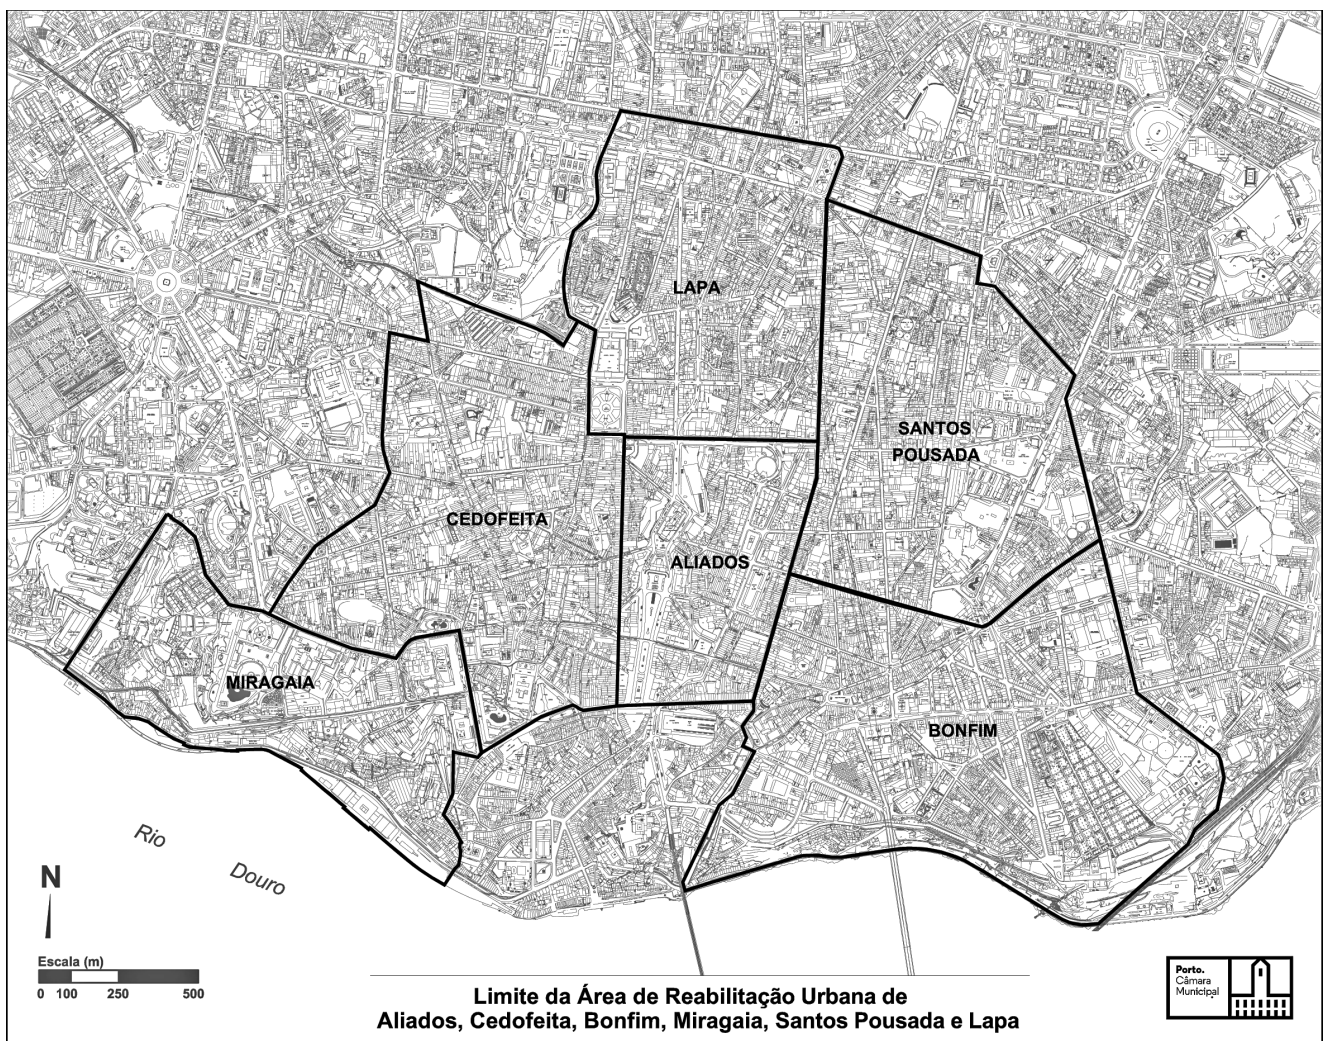 LAPA
SANTOS
POUSADA
CEDOFEITA
ALIADOS
MIRAGAIA
BONFIM
Rio
Douro
N
Escala (m)
0 100 250 500
Limite da Área de Reabilitação Urbana de
Aliados, Cedofeita, Bonfim, Miragaia, Santos Pousada e Lapa
Porto.
Câmara
Municipal